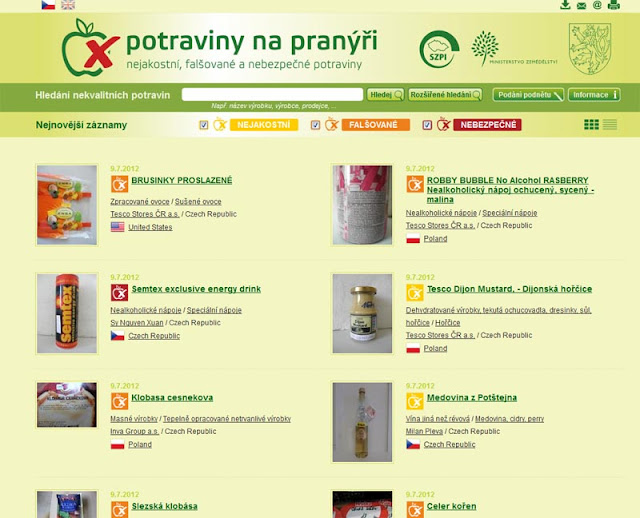 potraviny na pranýři
nejakostní, falšované a nebezpečné potraviny
SZPI
MINISTERSTVO ZEMĚDĚLSTVÍ
Hledání nekvalitních potravin
Hledej
Rozšířené hledání
Podání podnětu
Informace i
Např. název výrobku, výrobce, prodejce, ...
Nejnovější záznamy
NEJAKOSTNÍ
FALŠOVANÉ
NEBEZPEČNÉ
9.7.2012
BRUSINKY PROSLAZENÉ
Zpracované ovoce / Sušené ovoce
Tesco Stores ČR a.s. / Czech Republic
United States
9.7.2012
ROBBY BUBBLE No Alcohol RASBERRY
Nealkoholický nápoj ochucený, sycený -
malina
Nealkoholické nápoje / Speciální nápoje
Tesco Stores ČR a.s. / Czech Republic
Poland
9.7.2012
Semtex exclusive energy drink
Nealkoholické nápoje / Speciální nápoje
Sy Nguyen Xuan / Czech Republic
Czech Republic
Semtex
9.7.2012
Tesco Dijon Mustard, - Dijonská hořčice
Dehydratované výrobky, tekutá ochucovadla, dresinky, sůl,
hořčice / Hořčice
Tesco Stores ČR a.s. / Czech Republic
Poland
9.7.2012
Klobasa cesnekova
Masné výrobky / Tepelně opracované netrvanlivé výrobky
Inva Group a.s. / Czech Republic
Poland
9.7.2012
Medovina z Potštejna
Vína jiná než révová / Medovina, cidry, perry
Milan Pleva / Czech Republic
Czech Republic
9.7.2012
Slezská klobása
9.7.2012
Celer kořen